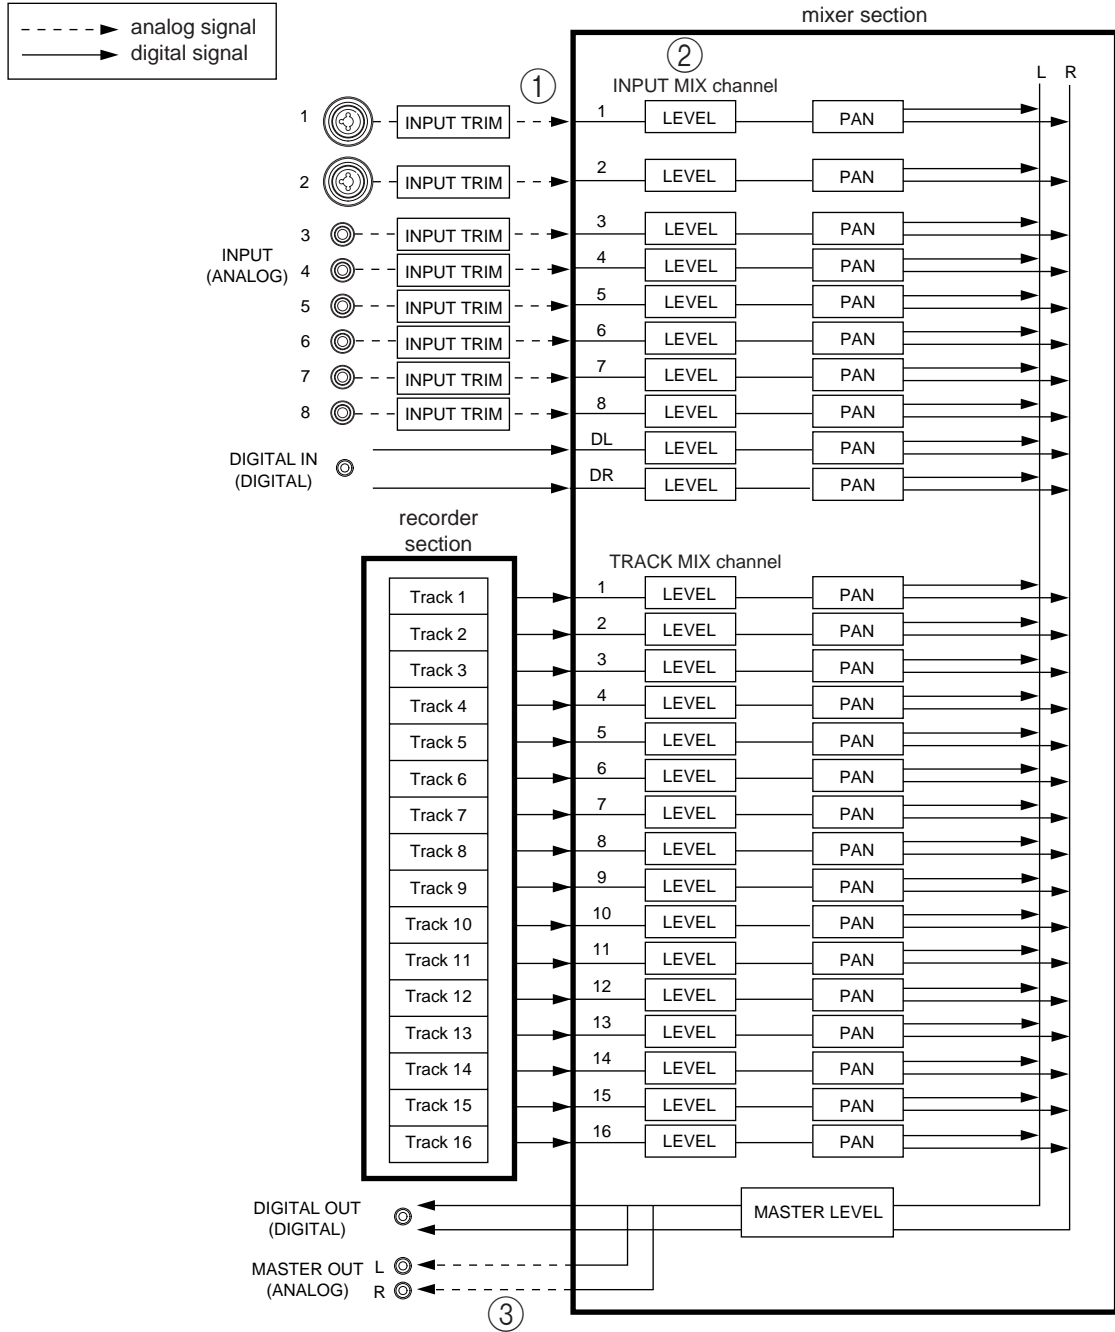 analog signal
digital signal
mixer section
①
②
INPUT MIX channel
L R
1 INPUT TRIM 1 LEVEL PAN
2 INPUT TRIM 2 LEVEL PAN
3 INPUT TRIM 3 LEVEL PAN
INPUT
(ANALOG)
4 INPUT TRIM 4 LEVEL PAN
5 INPUT TRIM 5 LEVEL PAN
6 INPUT TRIM 6 LEVEL PAN
7 INPUT TRIM 7 LEVEL PAN
8 INPUT TRIM 8 LEVEL PAN
DIGITAL IN
(DIGITAL)
DL LEVEL PAN
DR LEVEL PAN
recorder
section
TRACK MIX channel
Track 1 1 LEVEL PAN
Track 2 2 LEVEL PAN
Track 3 3 LEVEL PAN
Track 4 4 LEVEL PAN
Track 5 5 LEVEL PAN
Track 6 6 LEVEL PAN
Track 7 7 LEVEL PAN
Track 8 8 LEVEL PAN
Track 9 9 LEVEL PAN
Track 10 10 LEVEL PAN
Track 11 11 LEVEL PAN
Track 12 12 LEVEL PAN
Track 13 13 LEVEL PAN
Track 14 14 LEVEL PAN
Track 15 15 LEVEL PAN
Track 16 16 LEVEL PAN
DIGITAL OUT
(DIGITAL)
MASTER LEVEL
MASTER OUT
(ANALOG)
L
R
③